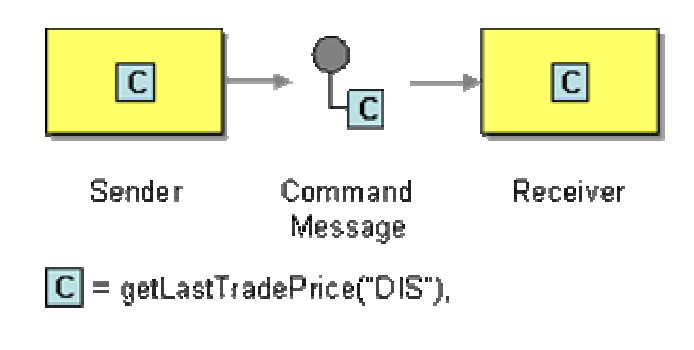 C
C
C
Sender
Command
Message
Receiver
C = getLastTradePrice("DIS"),